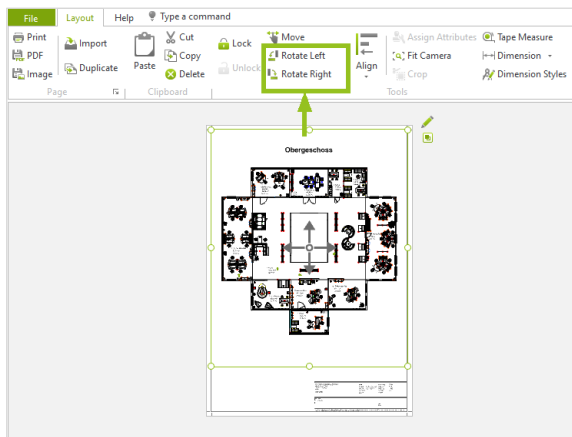 File Layout Help Type a command
Print Import Paste Cut Lock Move Align Assign Attributes Tape Measure
PDF Copy Rotate Left Fit Camera Dimension
Image Duplicate Delete Unlock Rotate Right Crop Dimension Styles
Page Clipboard Tools
Obergeschoss